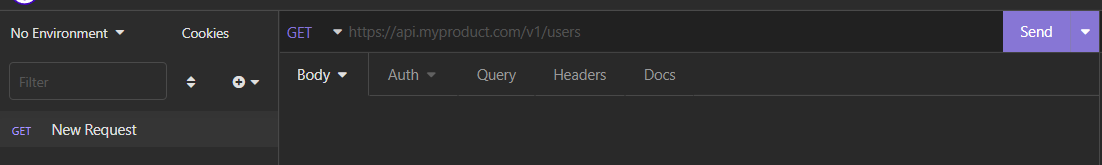 No Environment
Cookies
GET
https://api.myproduct.com/v1/users
Send
Filter
Body
Auth
Query
Headers
Docs
GET
New Request